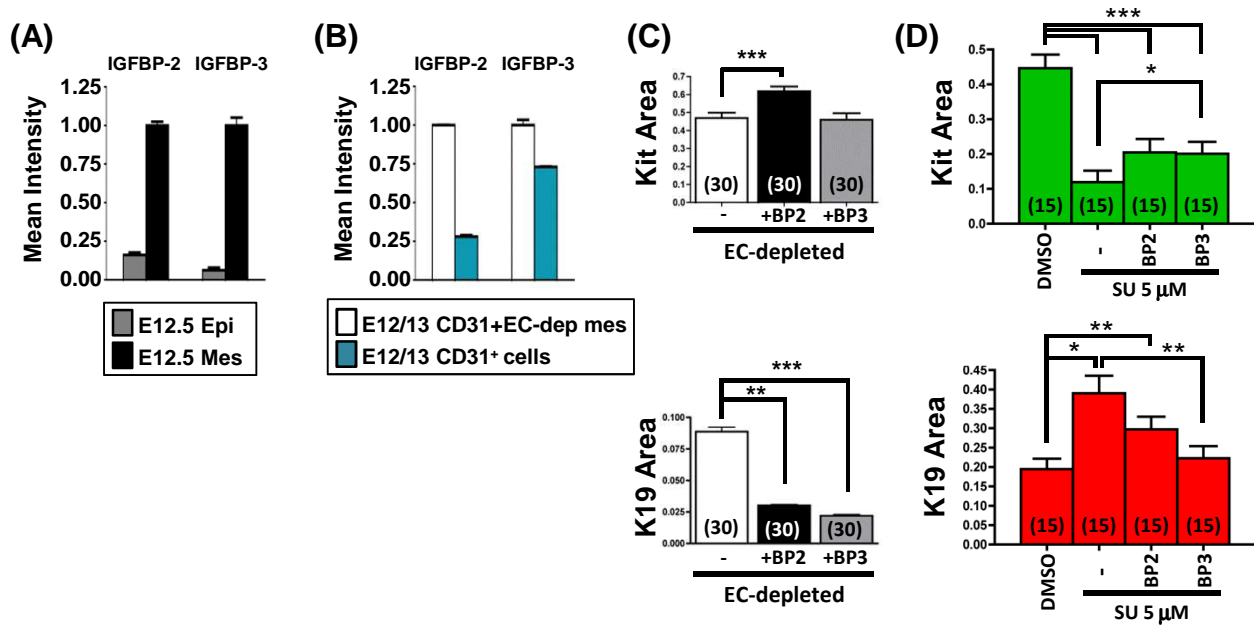 (A)
IGFBP-2 IGFBP-3
Mean Intensity
1.25
1.00
0.75
0.50
0.25
0.00
E12.5 Epi
E12.5 Mes
(B)
IGFBP-2 IGFBP-3
Mean Intensity
1.25
1.00
0.75
0.50
0.25
0.00
E12/13 CD31+EC-dep mes
E12/13 CD31⁺ cells
(C)
Kit Area
0.7
0.6
0.5
0.4
0.3
0.2
0.1
0.0
***
(30) (30) (30)
- +BP2 +BP3
EC-depleted
K19 Area
0.100
0.075
0.050
0.025
0.000
***
**
(30) (30) (30)
- +BP2 +BP3
EC-depleted
(D)
Kit Area
0.5
0.4
0.3
0.2
0.1
0.0
***
*
(15) (15) (15) (15)
DMSO - BP2 BP3
SU 5 μM
K19 Area
0.45
0.40
0.35
0.30
0.25
0.20
0.15
0.10
0.05
0.00
**
* **
(15) (15) (15) (15)
DMSO - BP2 BP3
SU 5 μM